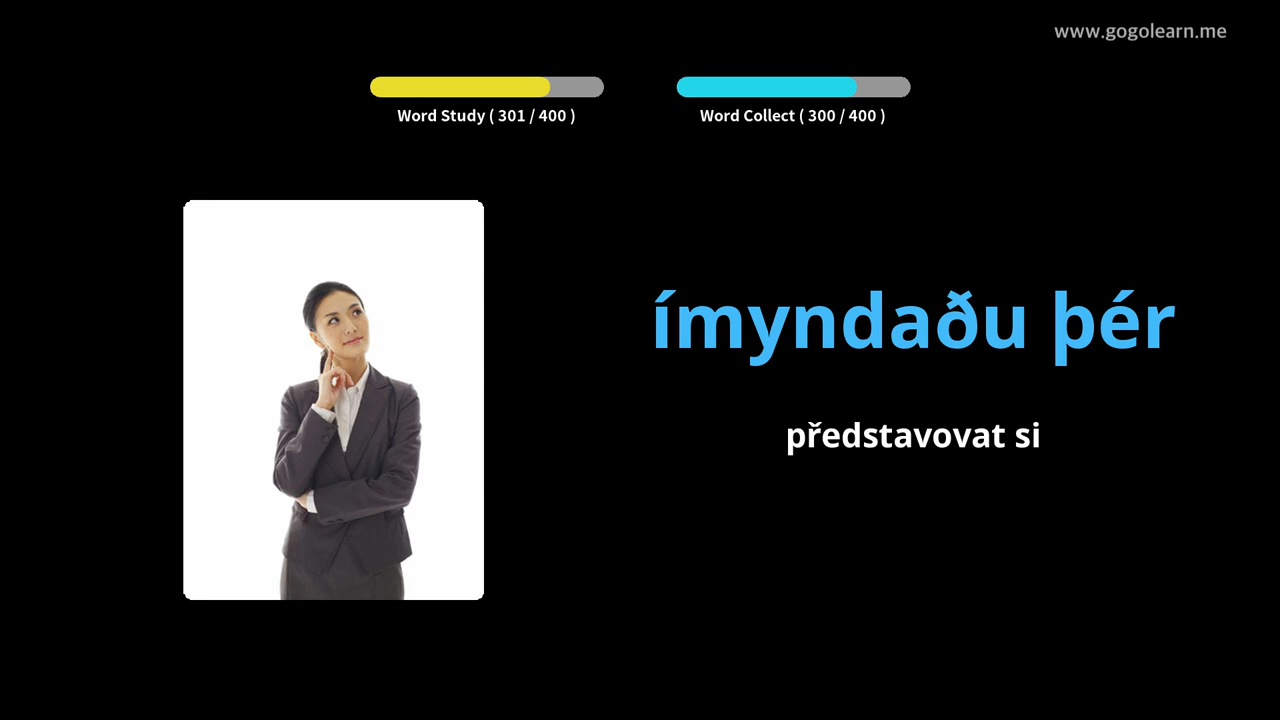 www.gogolearn.me
Word Study ( 301 / 400 )
Word Collect ( 300 / 400 )
ímyndaðu þér
představovat si